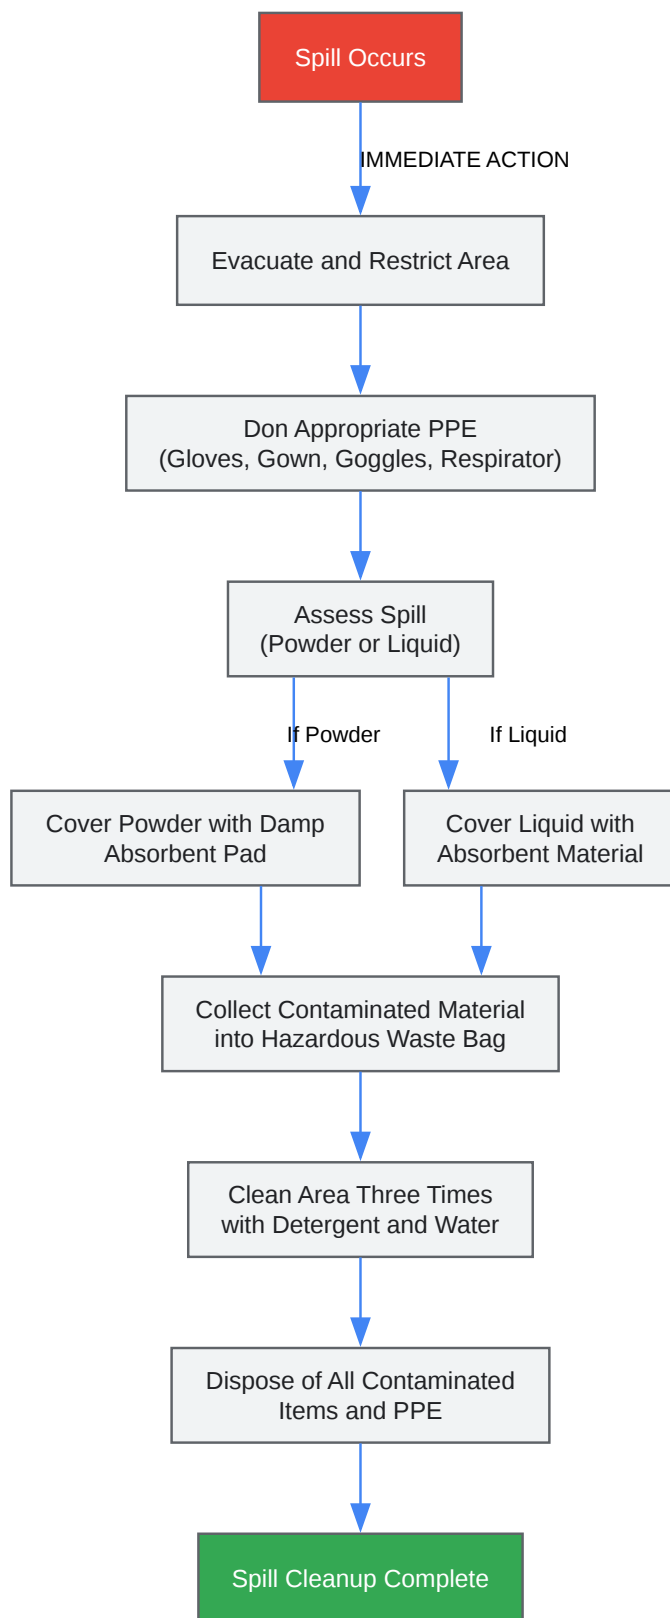 Spill Occurs
IMMEDIATE ACTION
Evacuate and Restrict Area
Don Appropriate PPE
(Gloves, Gown, Goggles, Respirator)
Assess Spill
(Powder or Liquid)
If Powder
If Liquid
Cover Powder with Damp
Absorbent Pad
Cover Liquid with
Absorbent Material
Collect Contaminated Material
into Hazardous Waste Bag
Clean Area Three Times
with Detergent and Water
Dispose of All Contaminated
Items and PPE
Spill Cleanup Complete